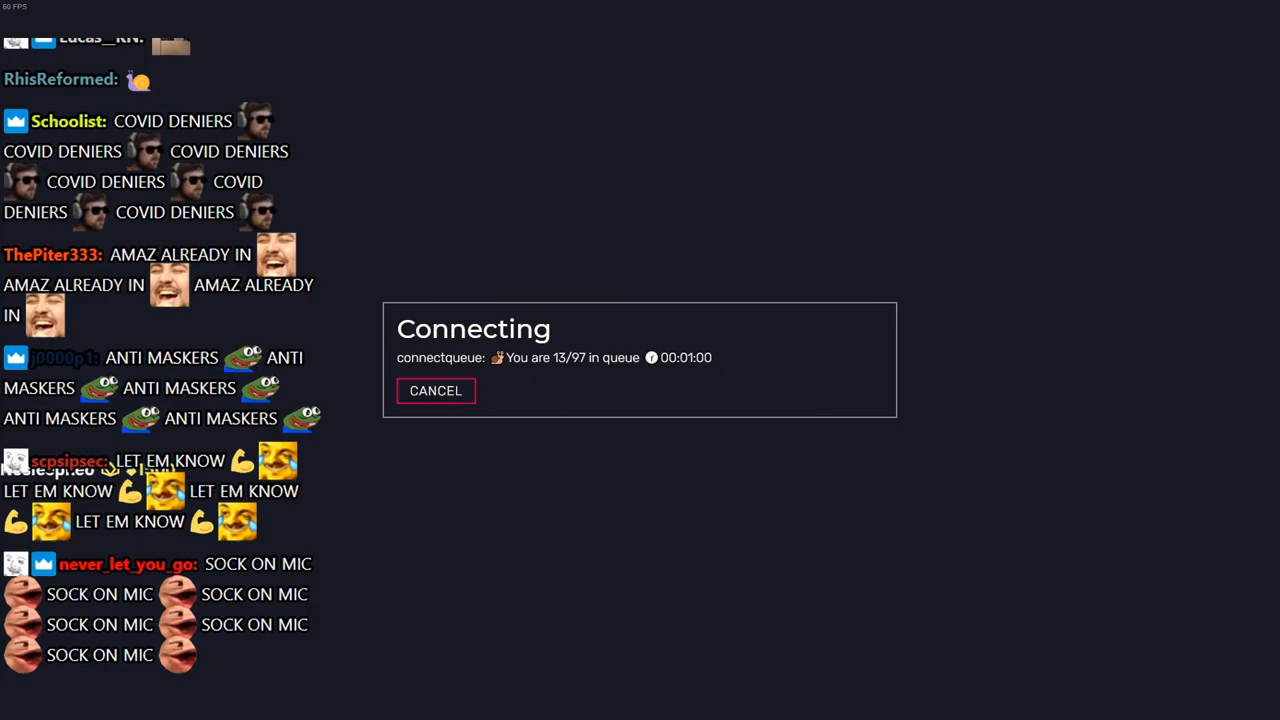 60 FPS
Lucas__RN:
RhisReformed:
Schoolist: COVID DENIERS
COVID DENIERS COVID DENIERS
COVID DENIERS COVID
DENIERS COVID DENIERS
ThePiter333: AMAZ ALREADY IN
AMAZ ALREADY IN AMAZ ALREADY
IN
j0000p1: ANTI MASKERS ANTI
MASKERS ANTI MASKERS
ANTI MASKERS ANTI MASKERS
scpsipsec: LET EM KNOW
LET EM KNOW LET EM KNOW
LET EM KNOW
never_let_you_go: SOCK ON MIC
SOCK ON MIC SOCK ON MIC
SOCK ON MIC SOCK ON MIC
SOCK ON MIC
Connecting
connectqueue: You are 13/97 in queue 00:01:00
CANCEL